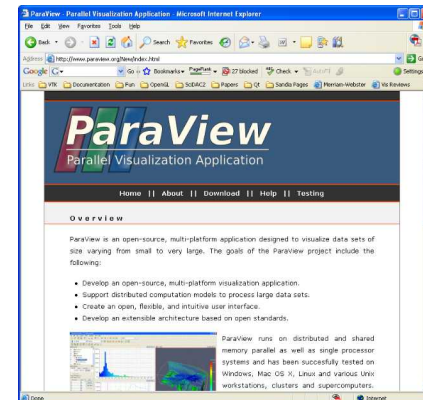 ParaView - Parallel Visualization Application - Microsoft Internet Explorer
File Edit View Favorites Tools Help
Back Search Favorites
Address http://www.paraview.org/New/index.html Go
Google G Go Bookmarks PageRank 27 blocked Check AutoFill Settings
Links VTK Documentation Fun OpenGL SciDAC2 Papers Qt Sandia Pages Merriam-Webster Vis Reviews
ParaView
Parallel Visualization Application
Home || About || Download || Help || Testing
Overview
ParaView is an open-source, multi-platform application designed to visualize data sets of
size varying from small to very large. The goals of the ParaView project include the
following:
• Develop an open-source, multi-platform visualization application.
• Support distributed computation models to process large data sets.
• Create an open, flexible, and intuitive user interface.
• Develop an extensible architecture based on open standards.
ParaView runs on distributed and shared
memory parallel as well as single processor
systems and has been successfully tested on
Windows, Mac OS X, Linux and various Unix
workstations, clusters and supercomputers.
Done Internet